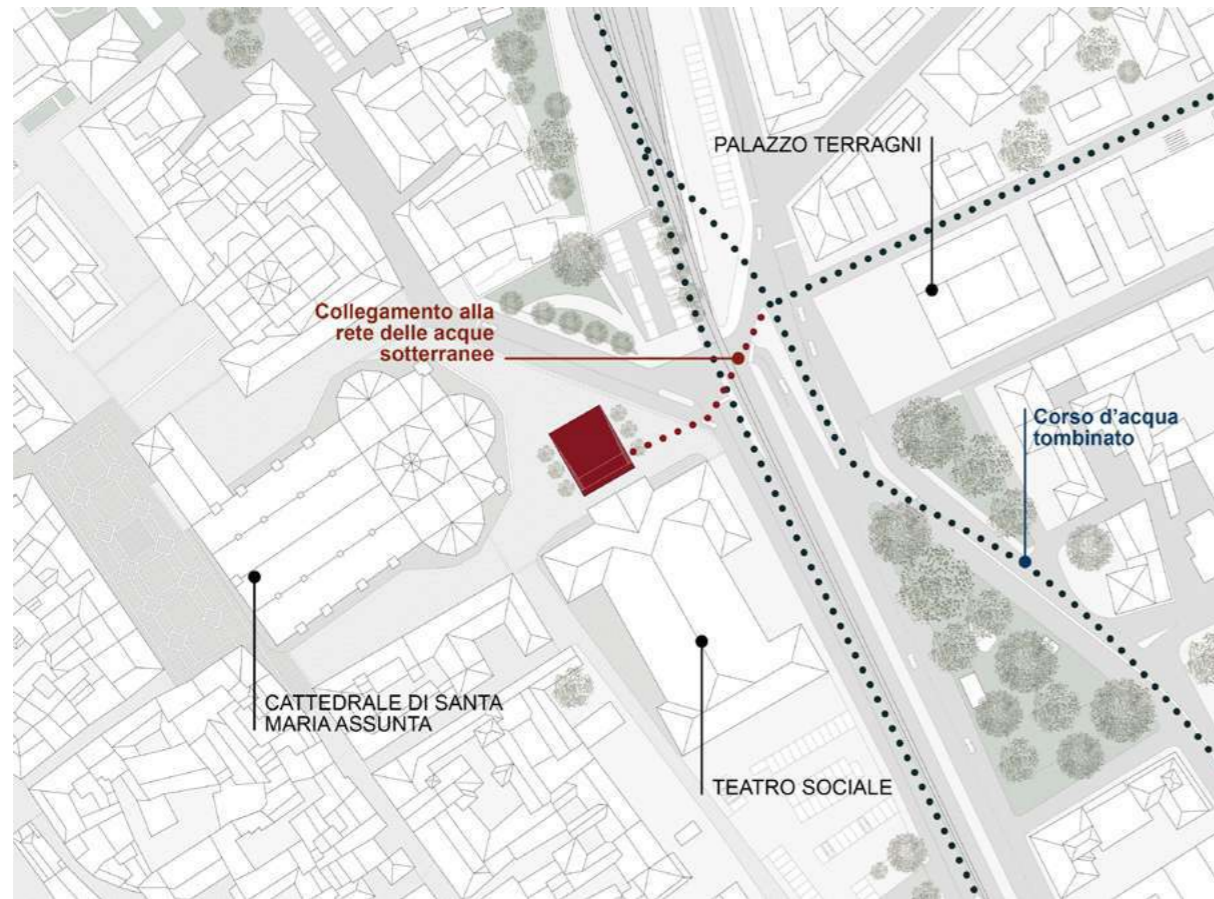 PALAZZO TERRAGNI
Collegamento alla
rete delle acque
sotterranee
Corso d'acqua
tombinato
CATTEDRALE DI SANTA
MARIA ASSUNTA
TEATRO SOCIALE